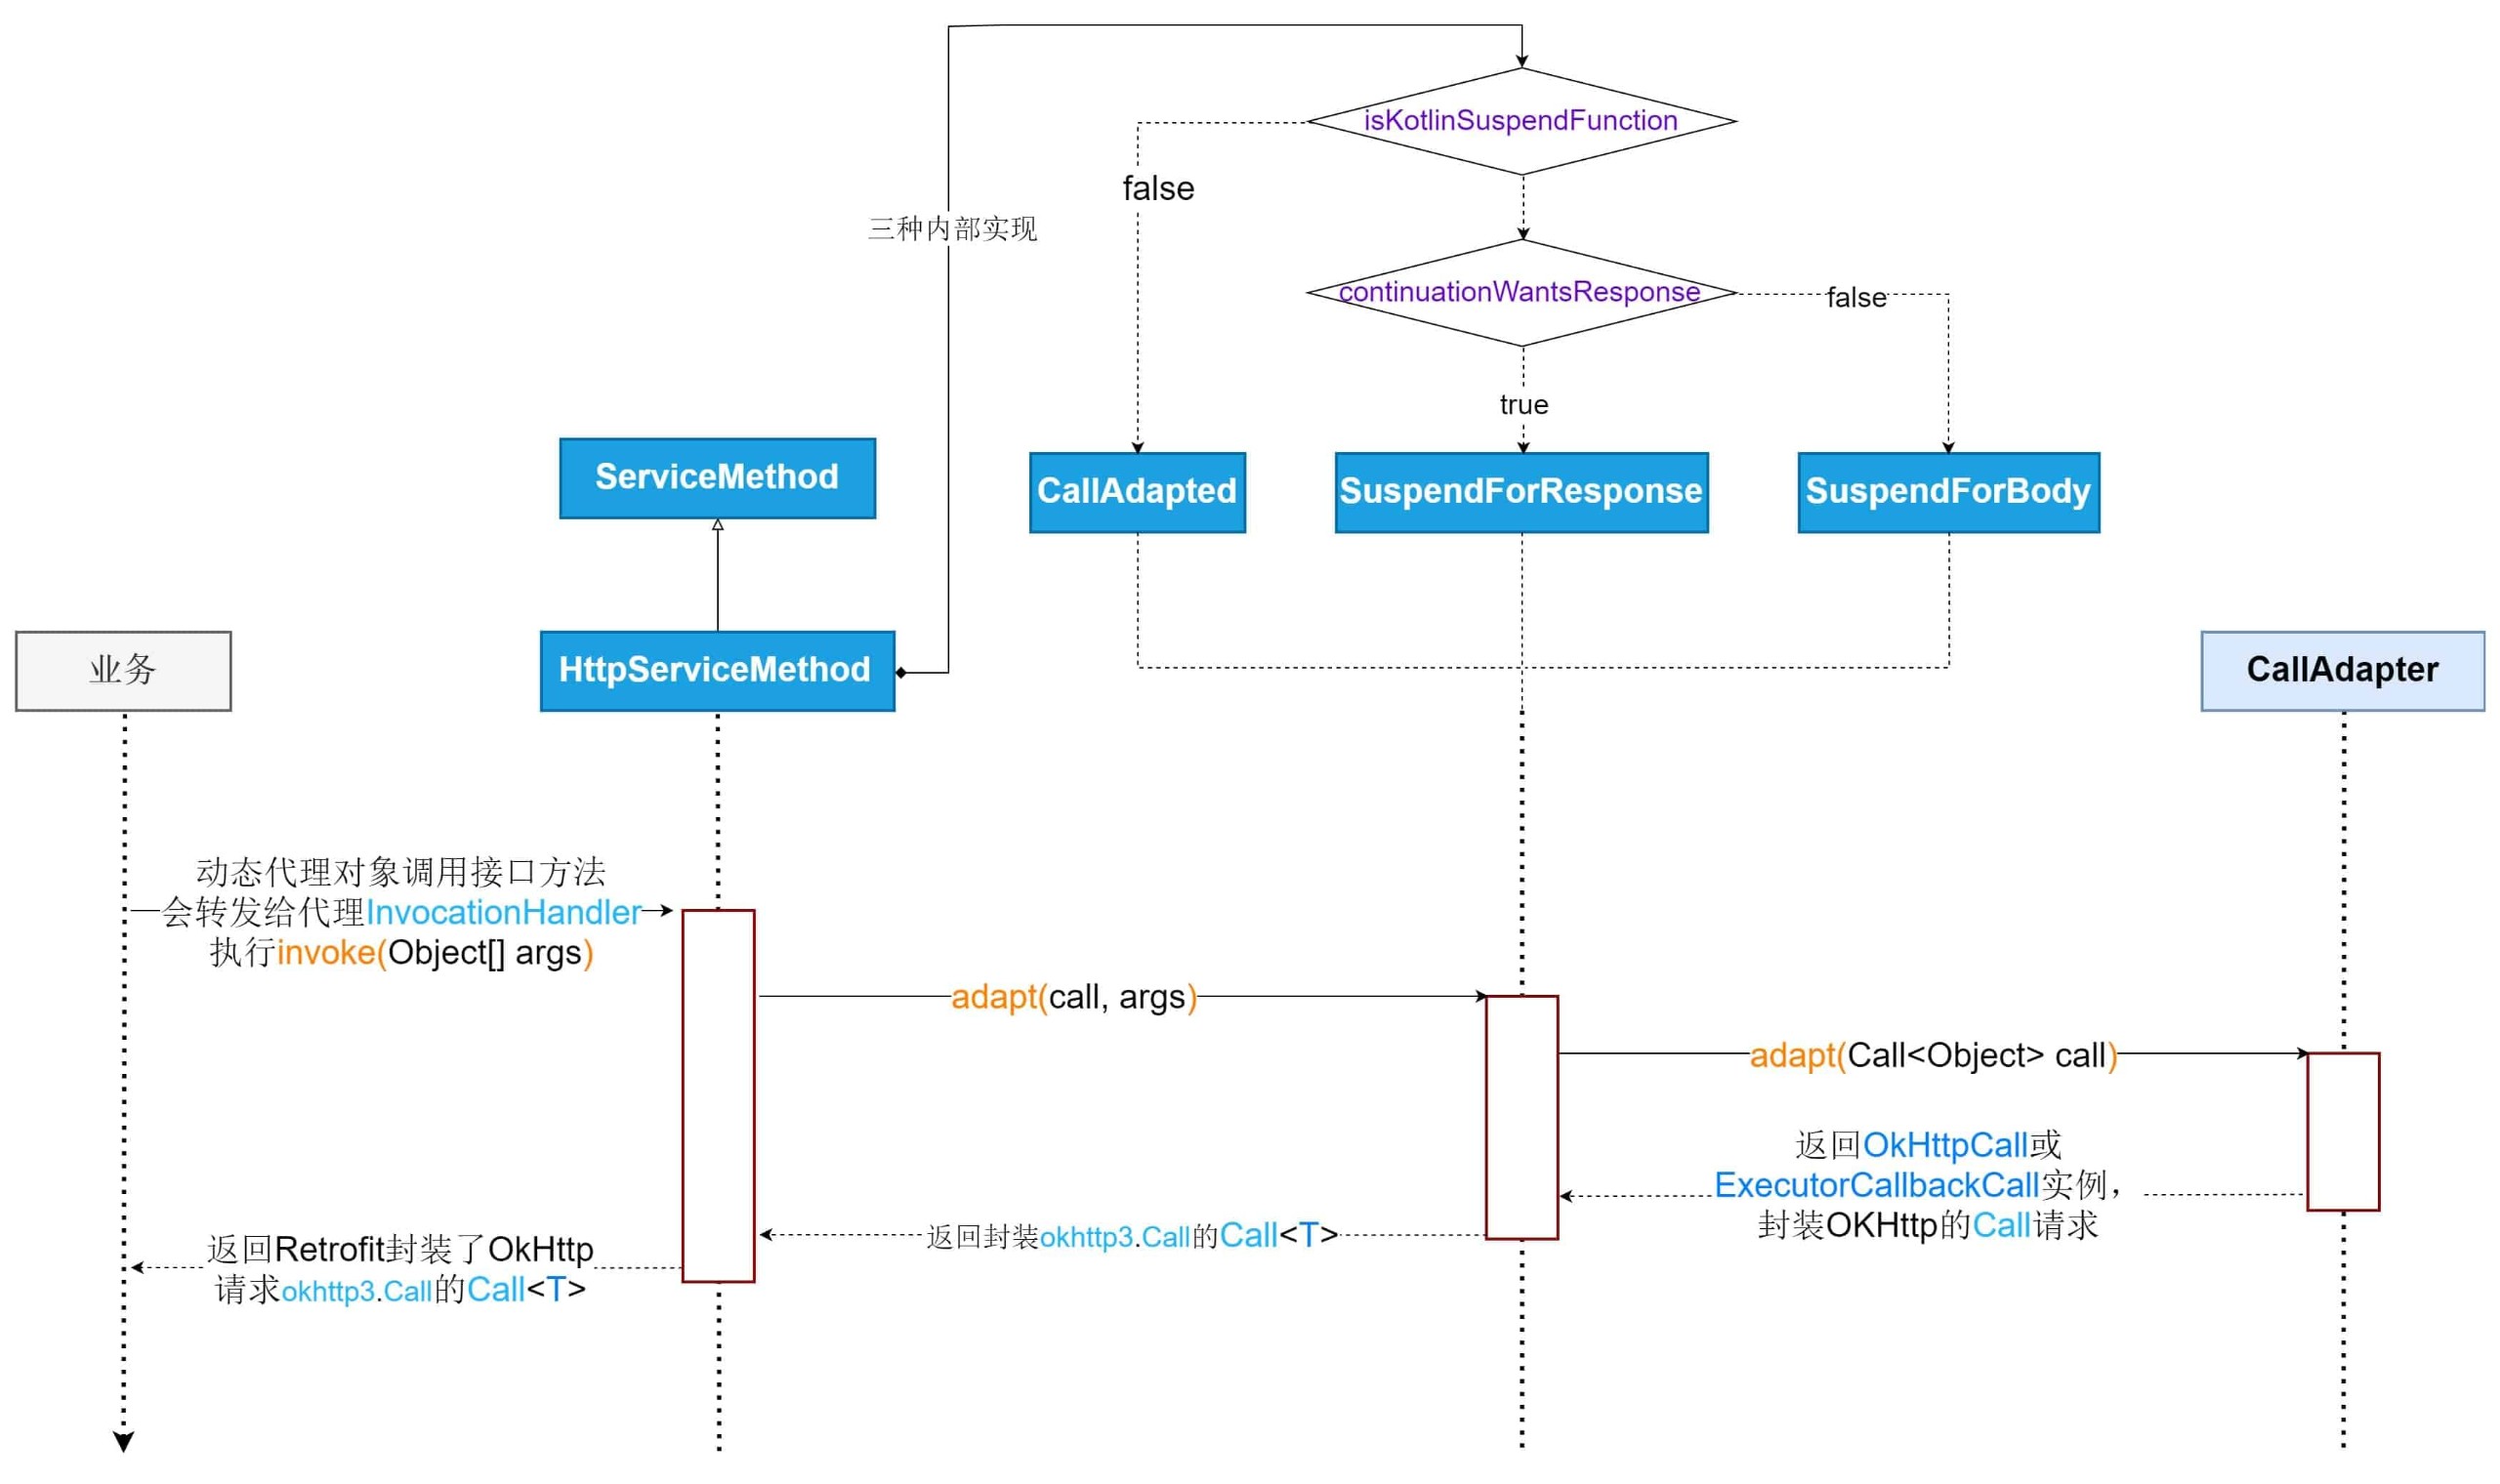 isKotlinSuspendFunction
false
三种内部实现
continuationWantsResponse
false
true
ServiceMethod
CallAdapted
SuspendForResponse
SuspendForBody
业务
HttpServiceMethod
CallAdapter
动态代理对象调用接口方法
会转发给代理InvocationHandler
执行invoke(Object[] args)
adapt(call, args)
adapt(Call<Object> call)
返回OkHttpCall或
ExecutorCallbackCall实例，
封装OKHttp的Call请求
返回封装okhttp3.Call的Call<T>
返回Retrofit封装了OkHttp
请求okhttp3.Call的Call<T>